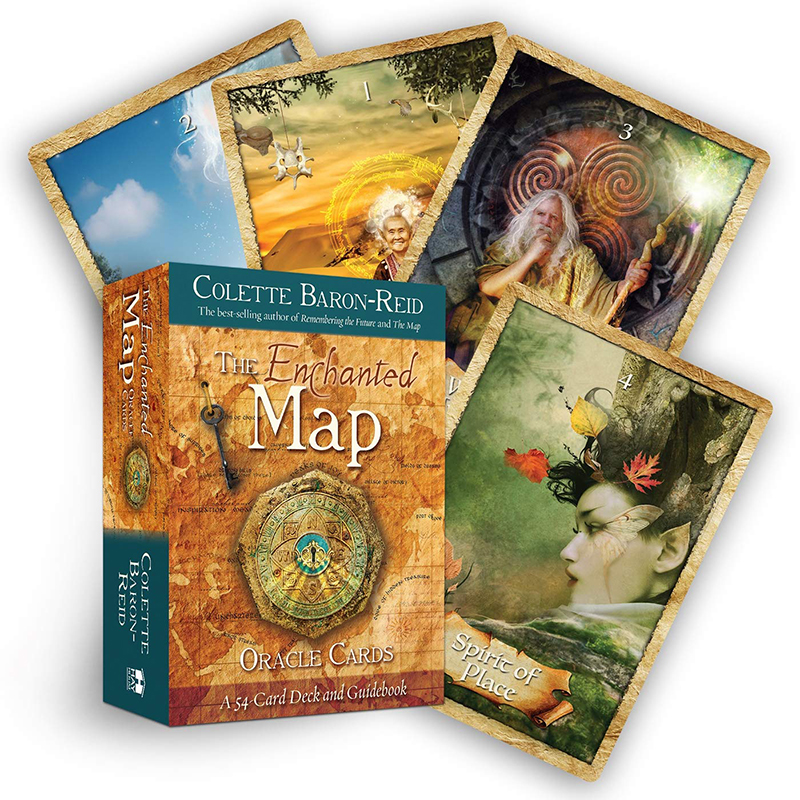 2
1
3
4
Spirit of
Place
COLETTE BARON-REID
The best-selling author of Remembering the Future and The Map
THE Enchanted
MAP
ORACLE CARDS
A 54-CARD DECK AND GUIDEBOOK
THE Enchanted
MAP
ORACLE
CARDS
COLETTE
BARON-
REID